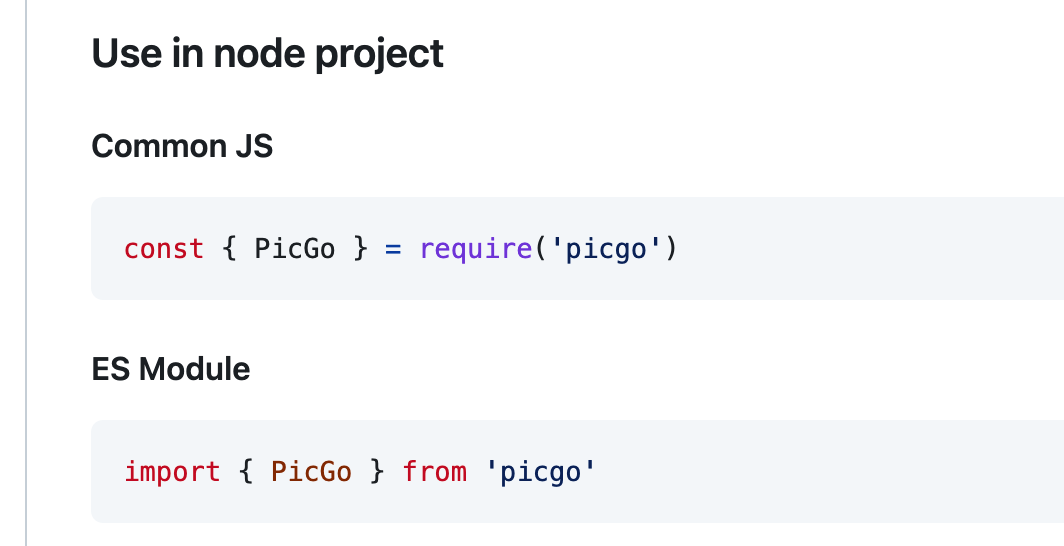 Use in node project
Common JS
const { PicGo } = require('picgo')
ES Module
import { PicGo } from 'picgo'